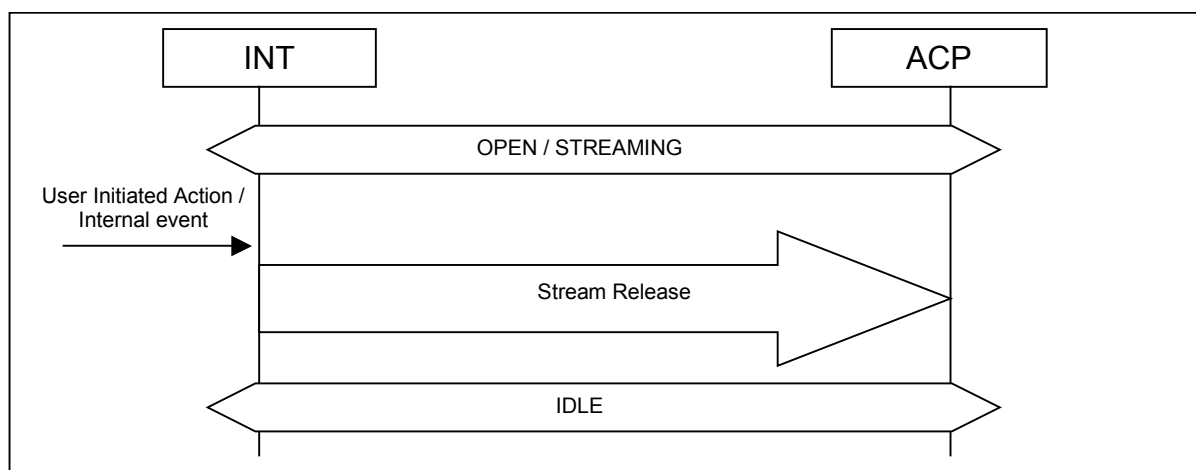 INT
ACP
OPEN / STREAMING
User Initiated Action /
Internal event
Stream Release
IDLE